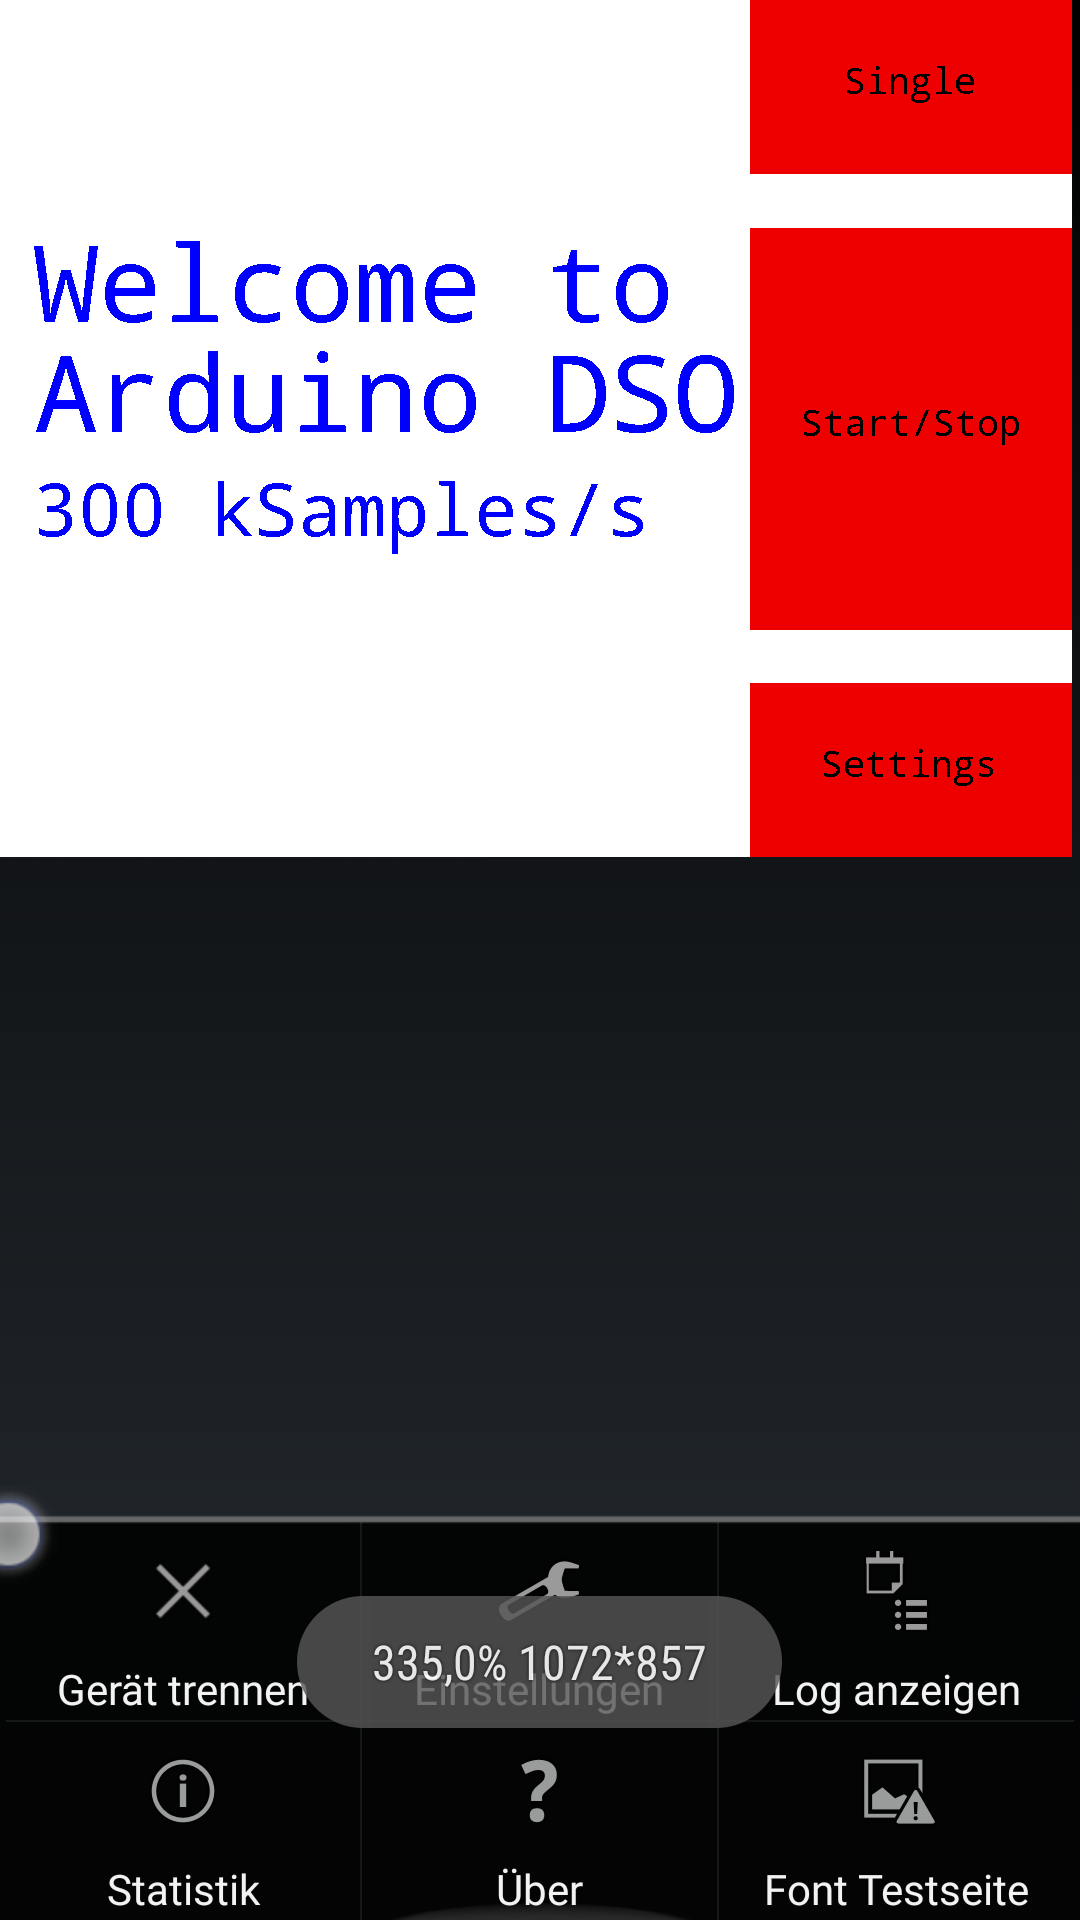 Single
Welcome to
Arduino DSO
Start/Stop
300 kSamples/s
Settings
335,0% 1072*857
Gerät trennen
Einstellungen
Log anzeigen
Statistik
Über
Font Testseite